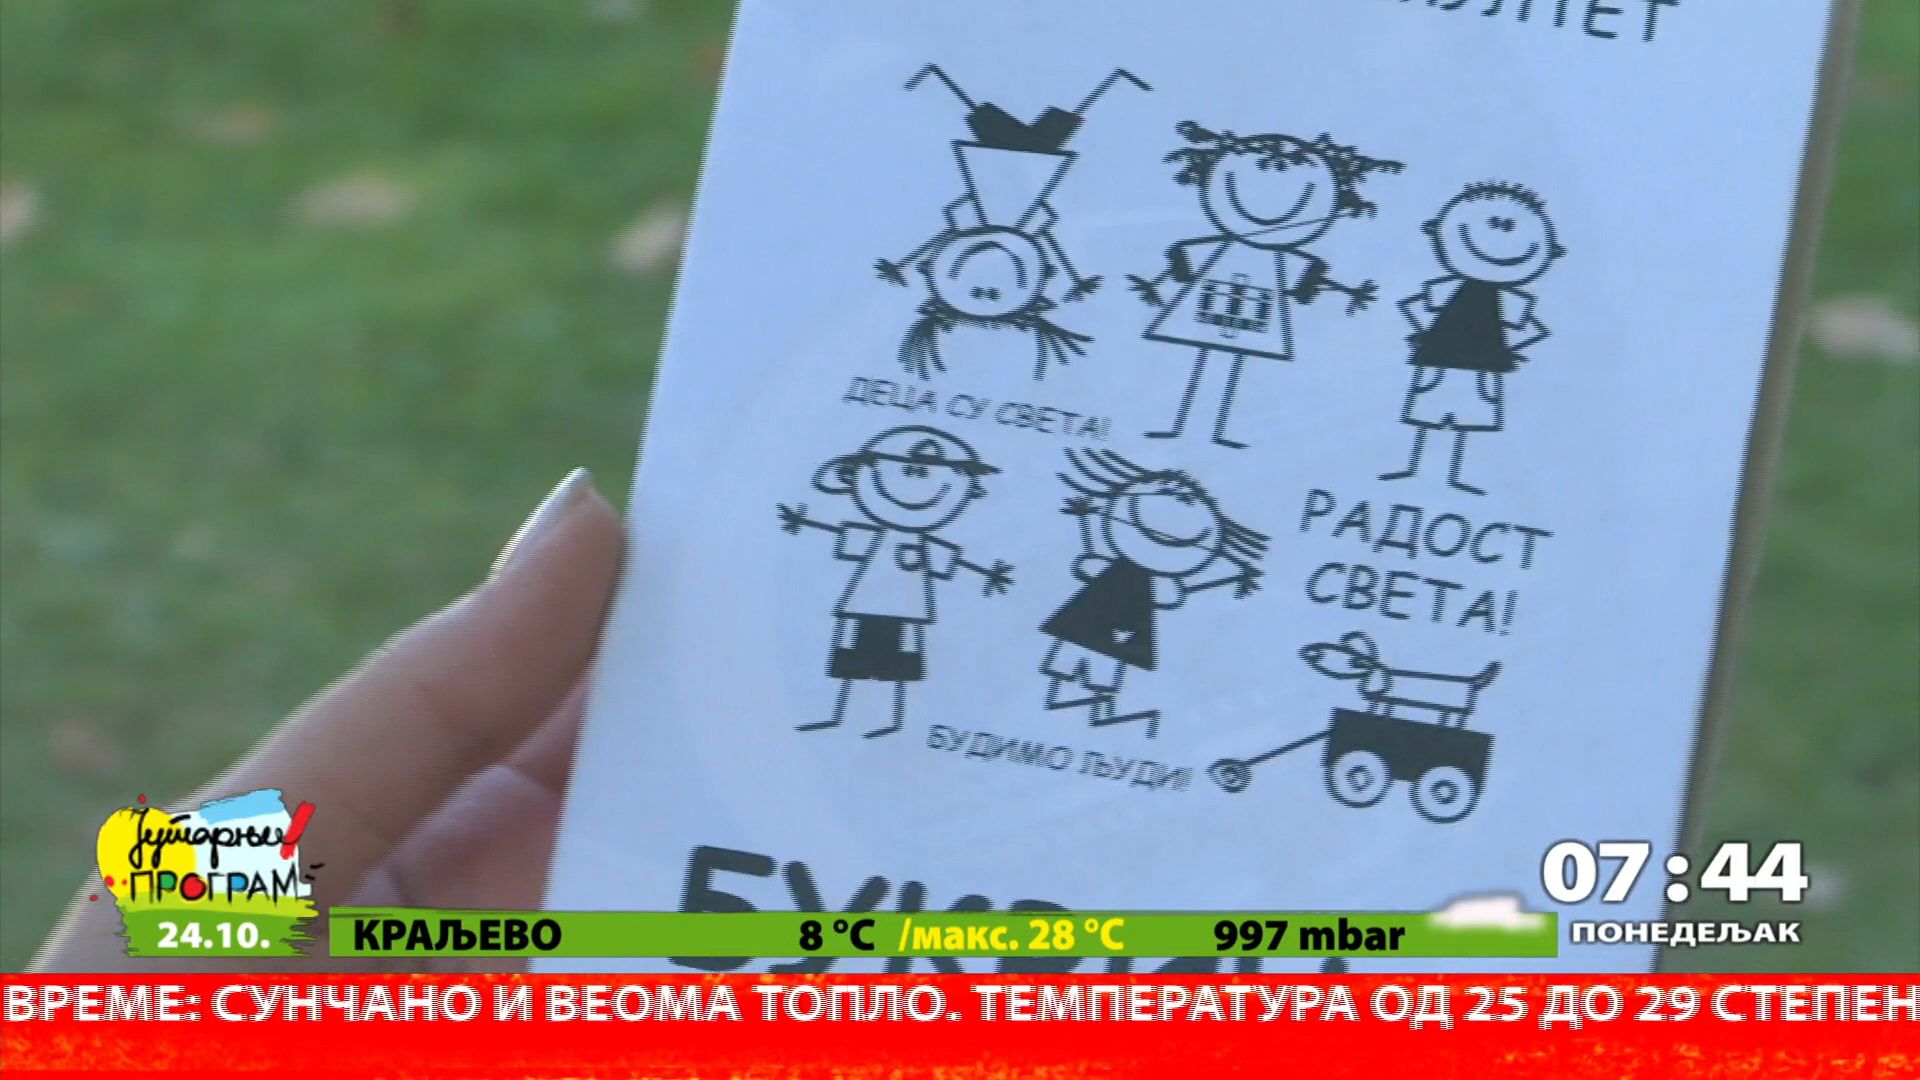 ДЕЦА СУ СВЕТА!
РАДОСТ
СВЕТА!
БУДИМО ЉУДИ!
Јутарњи
ПРОГРАМ
24.10.
КРАЉЕВО 8 °C /макс. 28 °C 997 mbar
07:44
ПОНЕДЕЉАК
ВРЕМЕ: СУНЧАНО И ВЕОМА ТОПЛО. ТЕМПЕРАТУРА ОД 25 ДО 29 СТЕПЕН